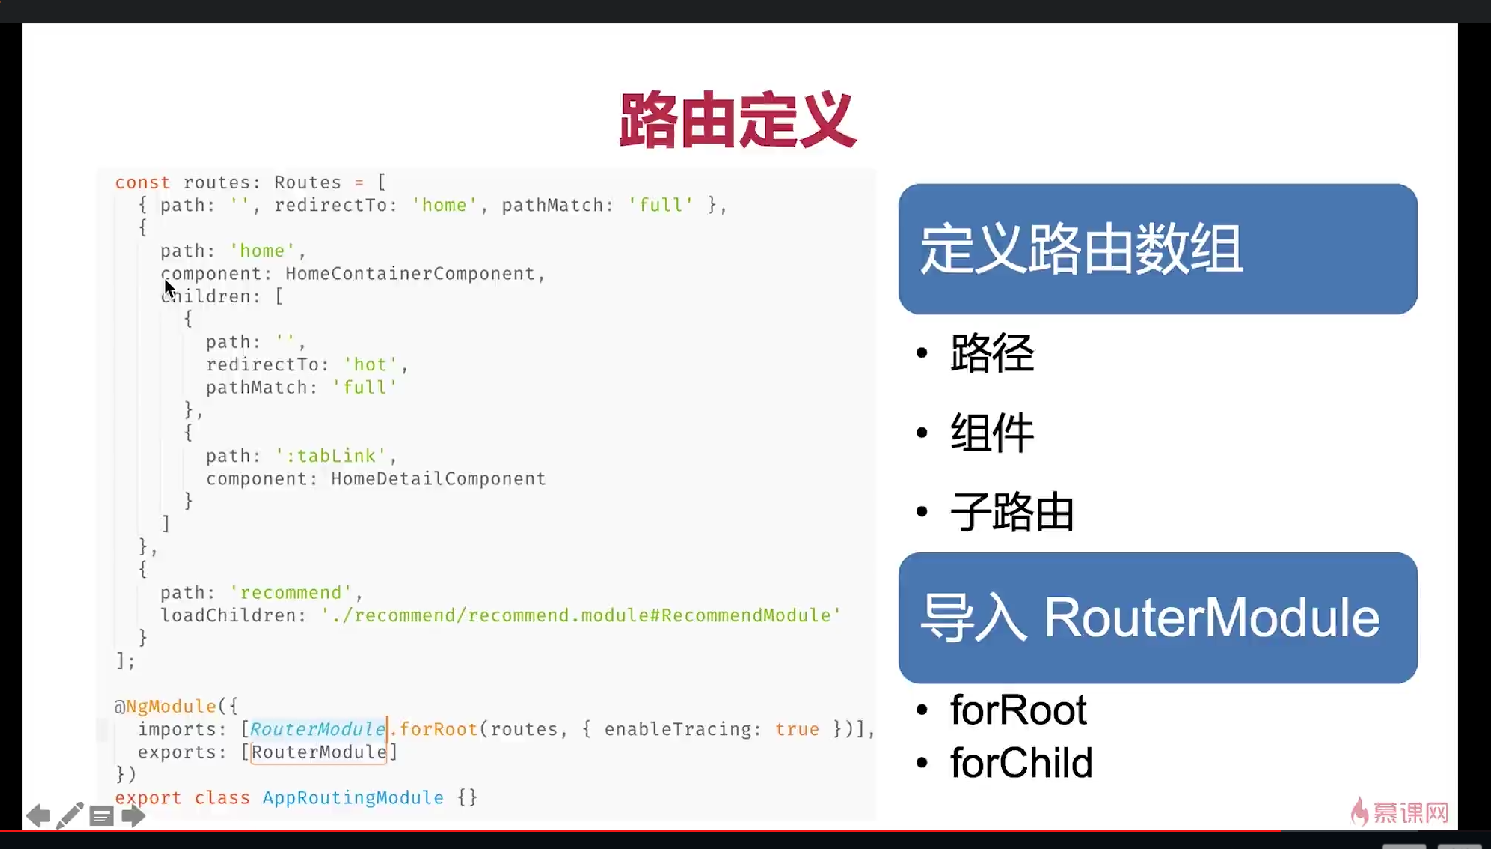 路由定义
const routes: Routes = [
  { path: '', redirectTo: 'home', pathMatch: 'full' },
  {
    path: 'home',
    component: HomeContainerComponent,
    children: [
      {
        path: '',
        redirectTo: 'hot',
        pathMatch: 'full'
      },
      {
        path: ':tabLink',
        component: HomeDetailComponent
      }
    ]
  },
  {
    path: 'recommend',
    loadChildren: './recommend/recommend.module#RecommendModule'
  }
];
@NgModule({
  imports: [RouterModule.forRoot(routes, { enableTracing: true })],
  exports: [RouterModule]
})
export class AppRoutingModule {}
定义路由数组
• 路径
• 组件
• 子路由
导入 RouterModule
• forRoot
• forChild
慕课网